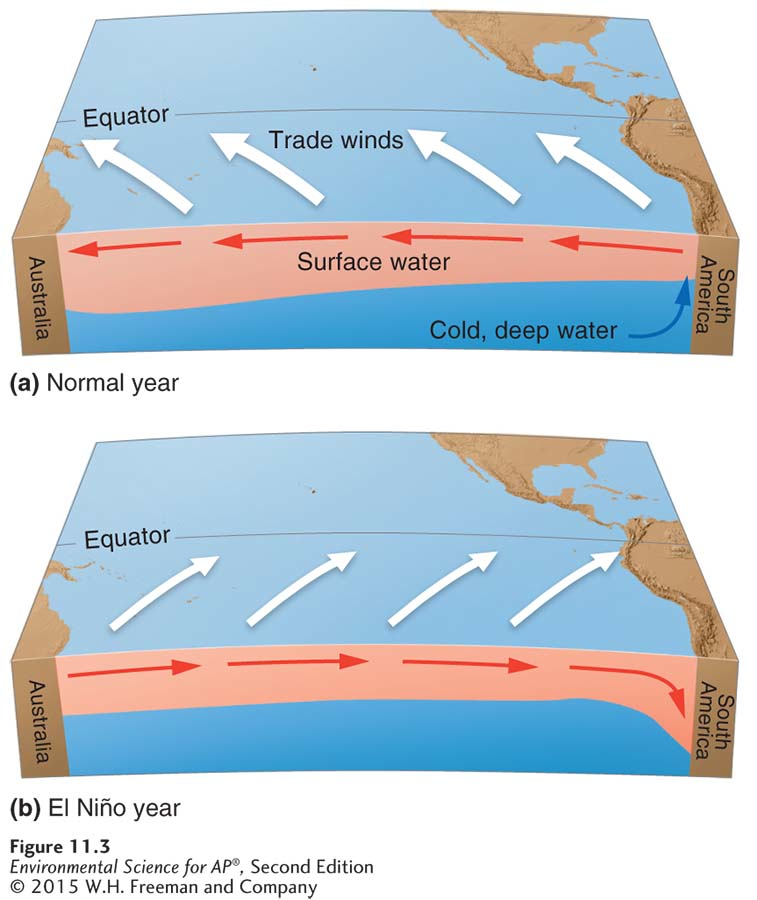 Equator
Trade winds
Surface water
Australia
South
America
Cold, deep water
(a) Normal year
Equator
Australia
South
America
(b) El Niño year
Figure 11.3
Environmental Science for AP®, Second Edition
© 2015 W.H. Freeman and Company